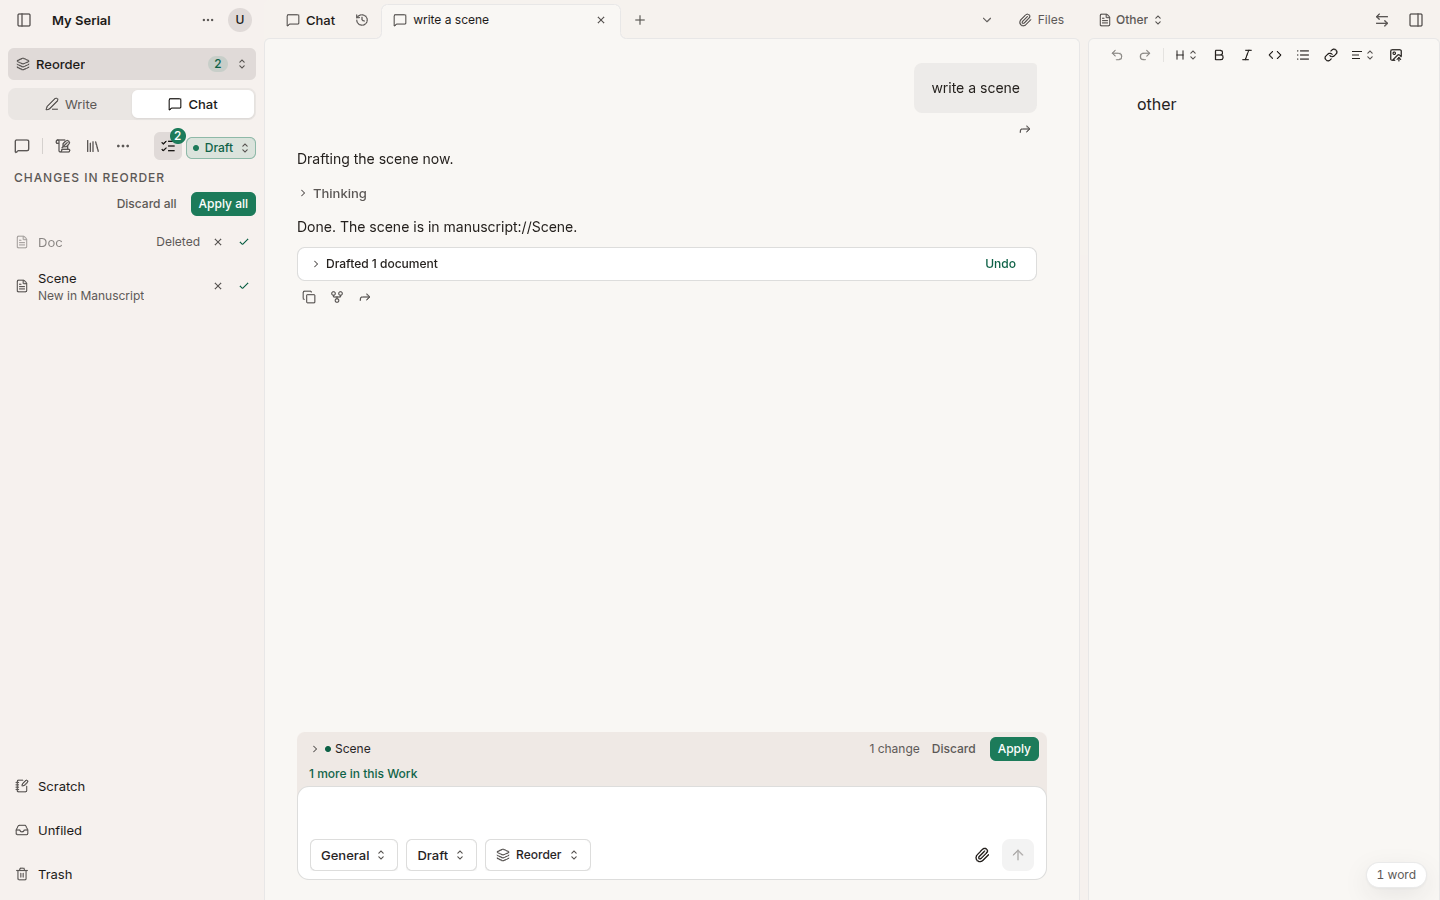 My Serial
U
Reorder
2
Write
Chat
2
Draft
CHANGES IN REORDER
Discard all
Apply all
Doc
Deleted
Scene
New in Manuscript
Scratch
Unfiled
Trash
Chat
write a scene
Files
write a scene
Drafting the scene now.
Thinking
Done. The scene is in manuscript://Scene.
Drafted 1 document
Undo
Scene
1 change
Discard
Apply
1 more in this Work
General
Draft
Reorder
Other
H
B
I
other
1 word